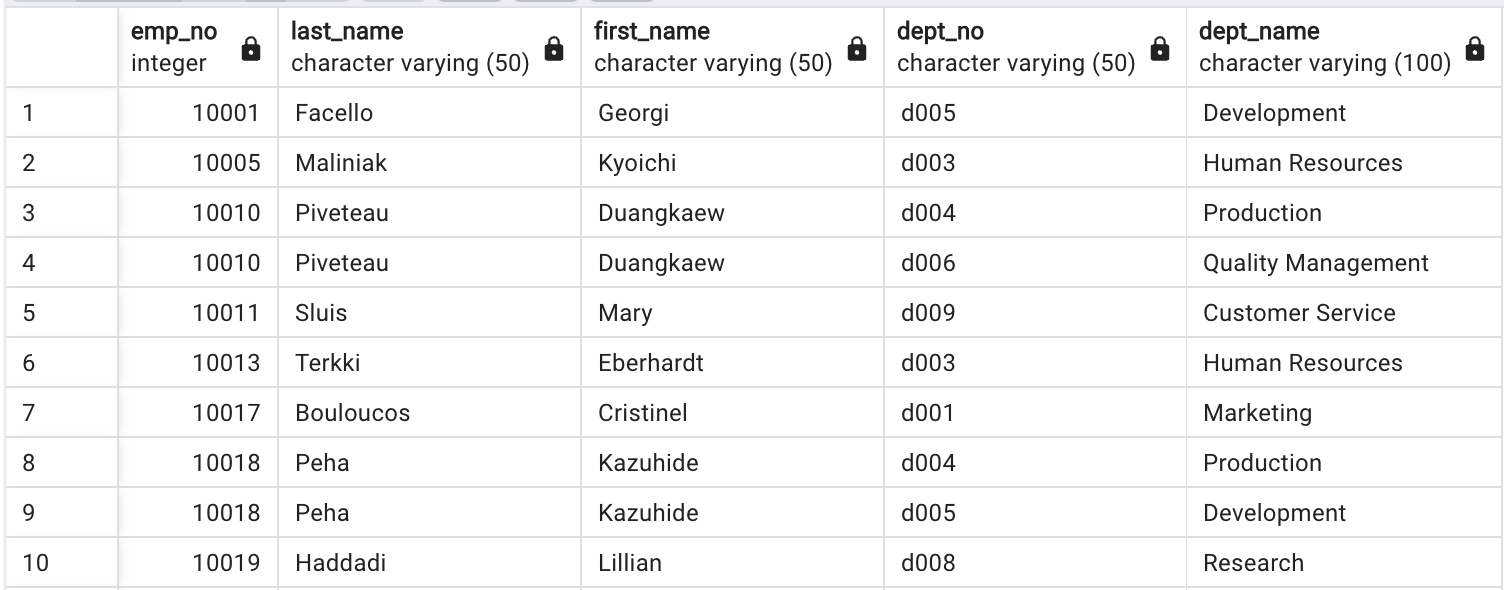 emp_no last_name first_name dept_no dept_name
integer character varying (50) character varying (50) character varying (50) character varying (100)
1 10001 Facello Georgi d005 Development
2 10005 Maliniak Kyoichi d003 Human Resources
3 10010 Piveteau Duangkaew d004 Production
4 10010 Piveteau Duangkaew d006 Quality Management
5 10011 Sluis Mary d009 Customer Service
6 10013 Terkki Eberhardt d003 Human Resources
7 10017 Bouloucos Cristinel d001 Marketing
8 10018 Peha Kazuhide d004 Production
9 10018 Peha Kazuhide d005 Development
10 10019 Haddadi Lillian d008 Research